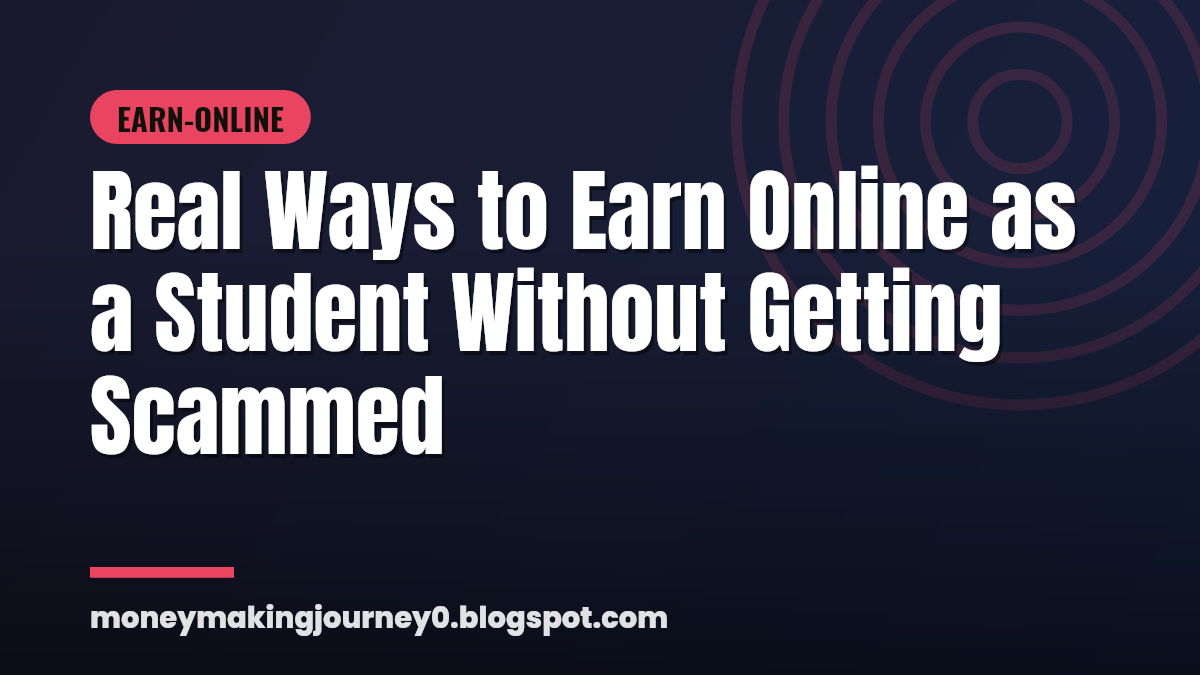 EARN-ONLINE
Real Ways to Earn Online as
a Student Without Getting
Scammed
moneymakingjourney0.blogspot.com